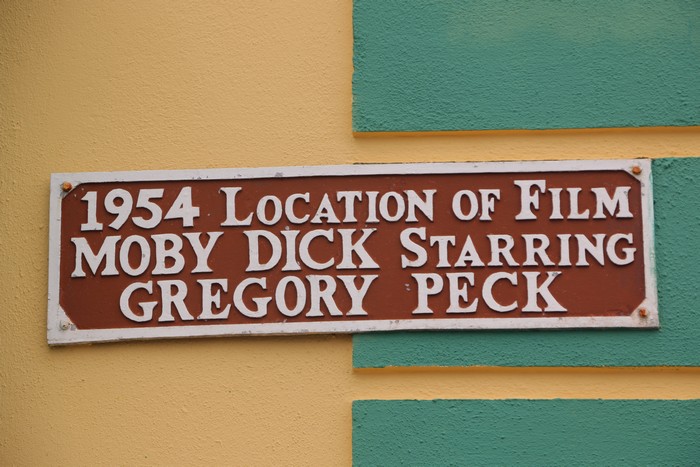 1954 Location of Film
MOBY DICK Starring
GREGORY PECK